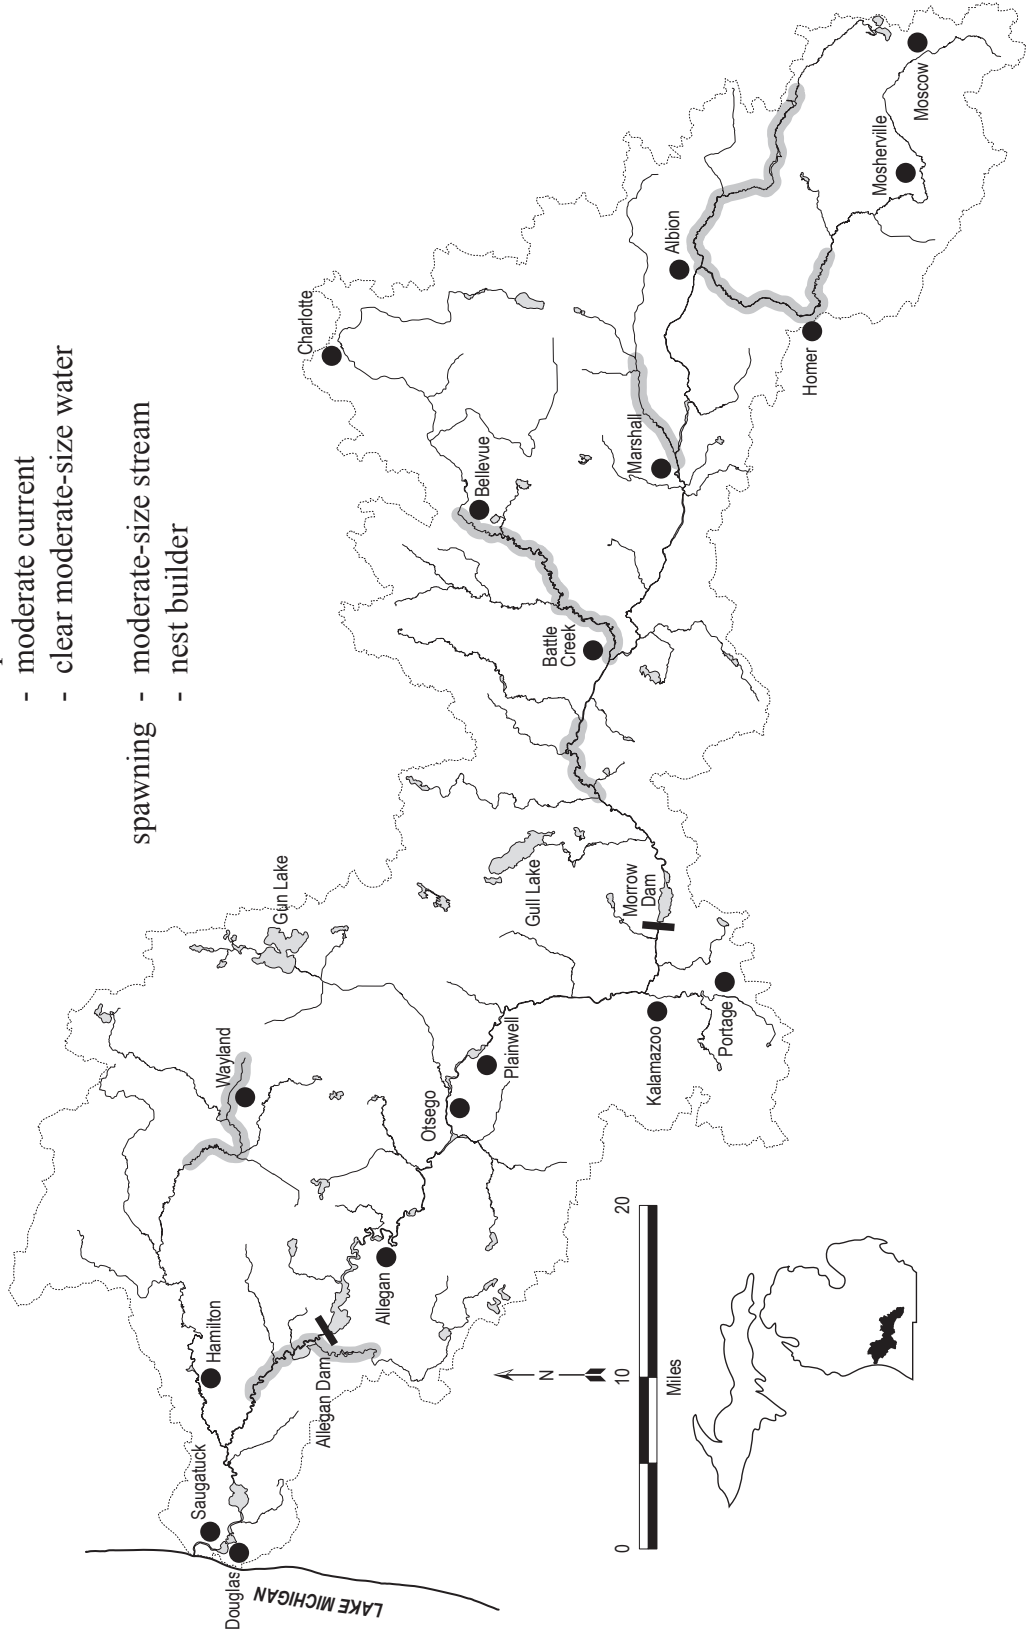 - moderate current
- clear moderate-size water
spawning - moderate-size stream
- nest builder
Charlotte
Bellevue
Marshall
Albion
Homer
Mosherville
Moscow
Battle
Creek
Gun Lake
Gull Lake
Morrow
Dam
Wayland
Plainwell
Otsego
Kalamazoo
Portage
Hamilton
Allegan
Allegan Dam
Saugatuck
Douglas
LAKE MICHIGAN
N
0 10 20
Miles